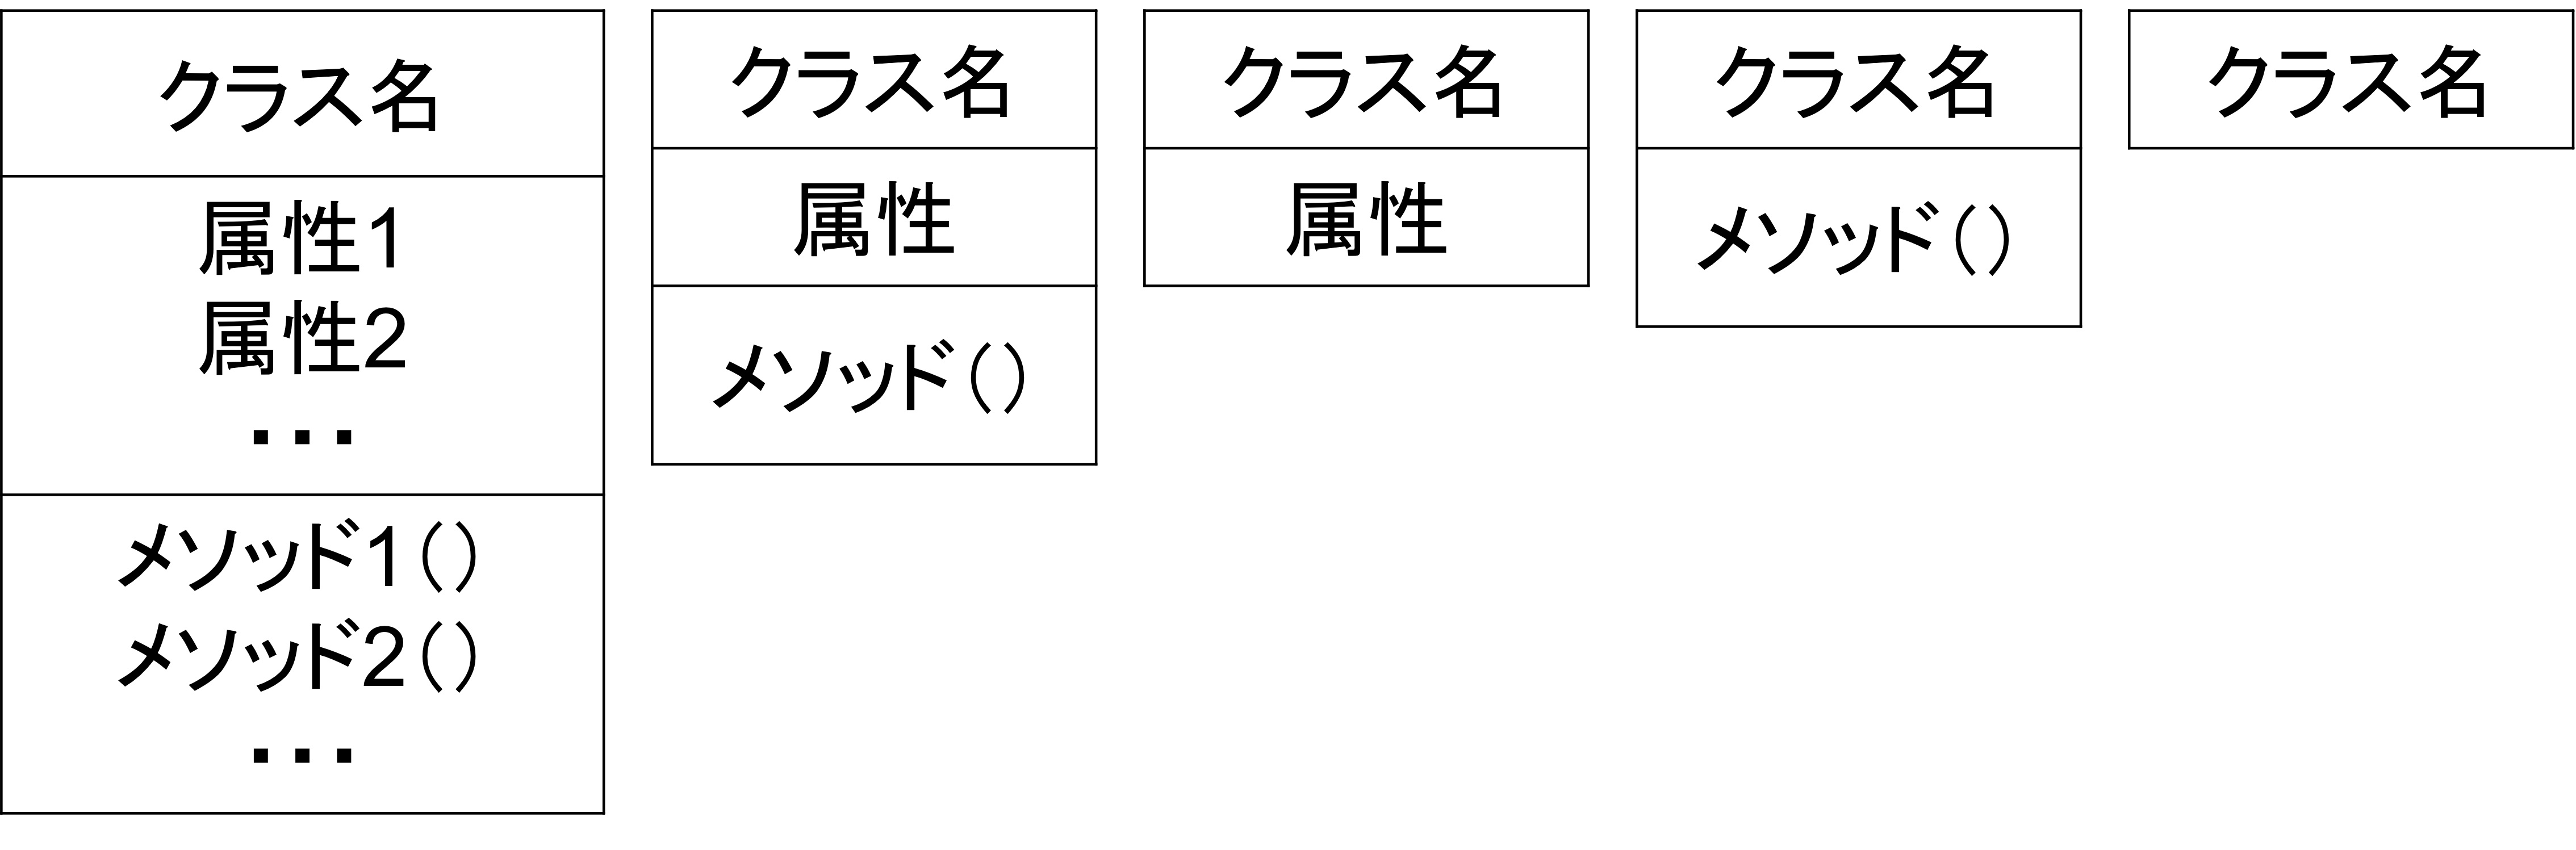 クラス名
属性1
属性2
・・・
メソッド1()
メソッド2()
・・・
クラス名
属性
メソッド()
クラス名
属性
クラス名
メソッド()
クラス名